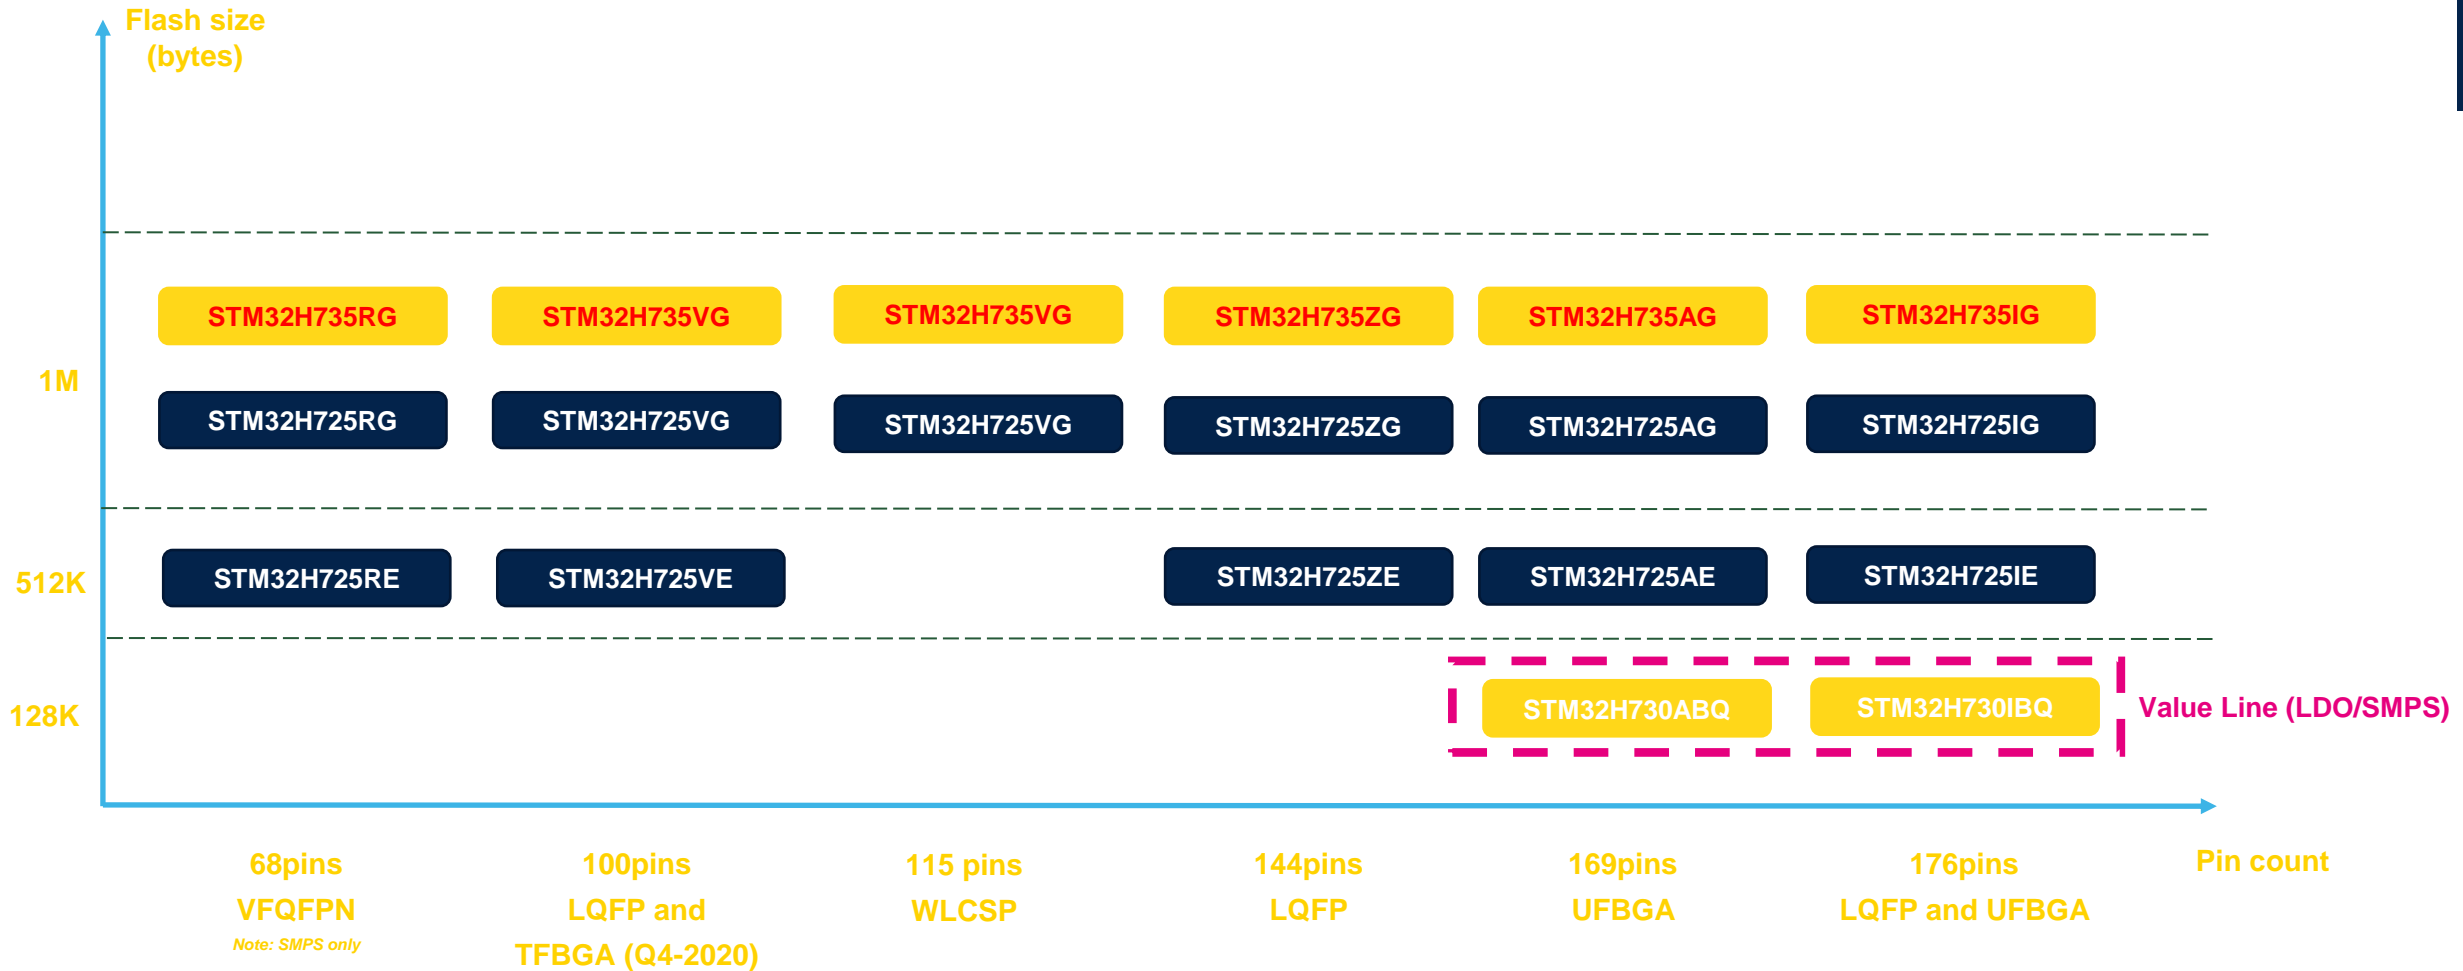 Flash size
(bytes)
STM32H735RG
STM32H735VG
STM32H735VG
STM32H735ZG
STM32H735AG
STM32H735IG
1M
STM32H725RG
STM32H725VG
STM32H725VG
STM32H725ZG
STM32H725AG
STM32H725IG
512K
STM32H725RE
STM32H725VE
STM32H725ZE
STM32H725AE
STM32H725IE
128K
STM32H730ABQ
STM32H730IBQ
Value Line (LDO/SMPS)
68pins
VFQFPN
Note: SMPS only
100pins
LQFP and
TFBGA (Q4-2020)
115 pins
WLCSP
144pins
LQFP
169pins
UFBGA
176pins
LQFP and UFBGA
Pin count